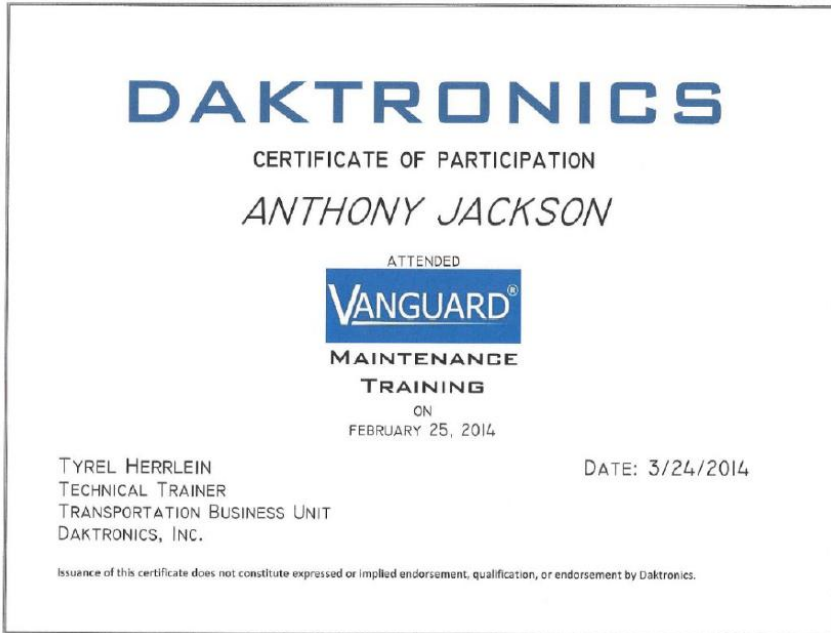 DAKTRONICS
CERTIFICATE OF PARTICIPATION
ANTHONY JACKSON
ATTENDED
VANGUARD®
MAINTENANCE
TRAINING
ON
FEBRUARY 25, 2014
TYREL HERRLEIN
DATE: 3/24/2014
TECHNICAL TRAINER
TRANSPORTATION BUSINESS UNIT
DAKTRONICS, INC.
Issuance of this certificate does not constitute expressed or implied endorsement, qualification, or endorsement by Daktronics.